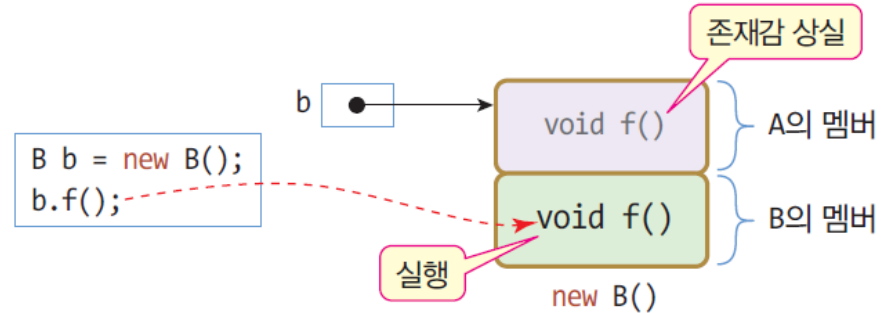 존재감 상실
b
void f()
A의 멤버
B b = new B();
b.f();
void f()
B의 멤버
실행
new B()